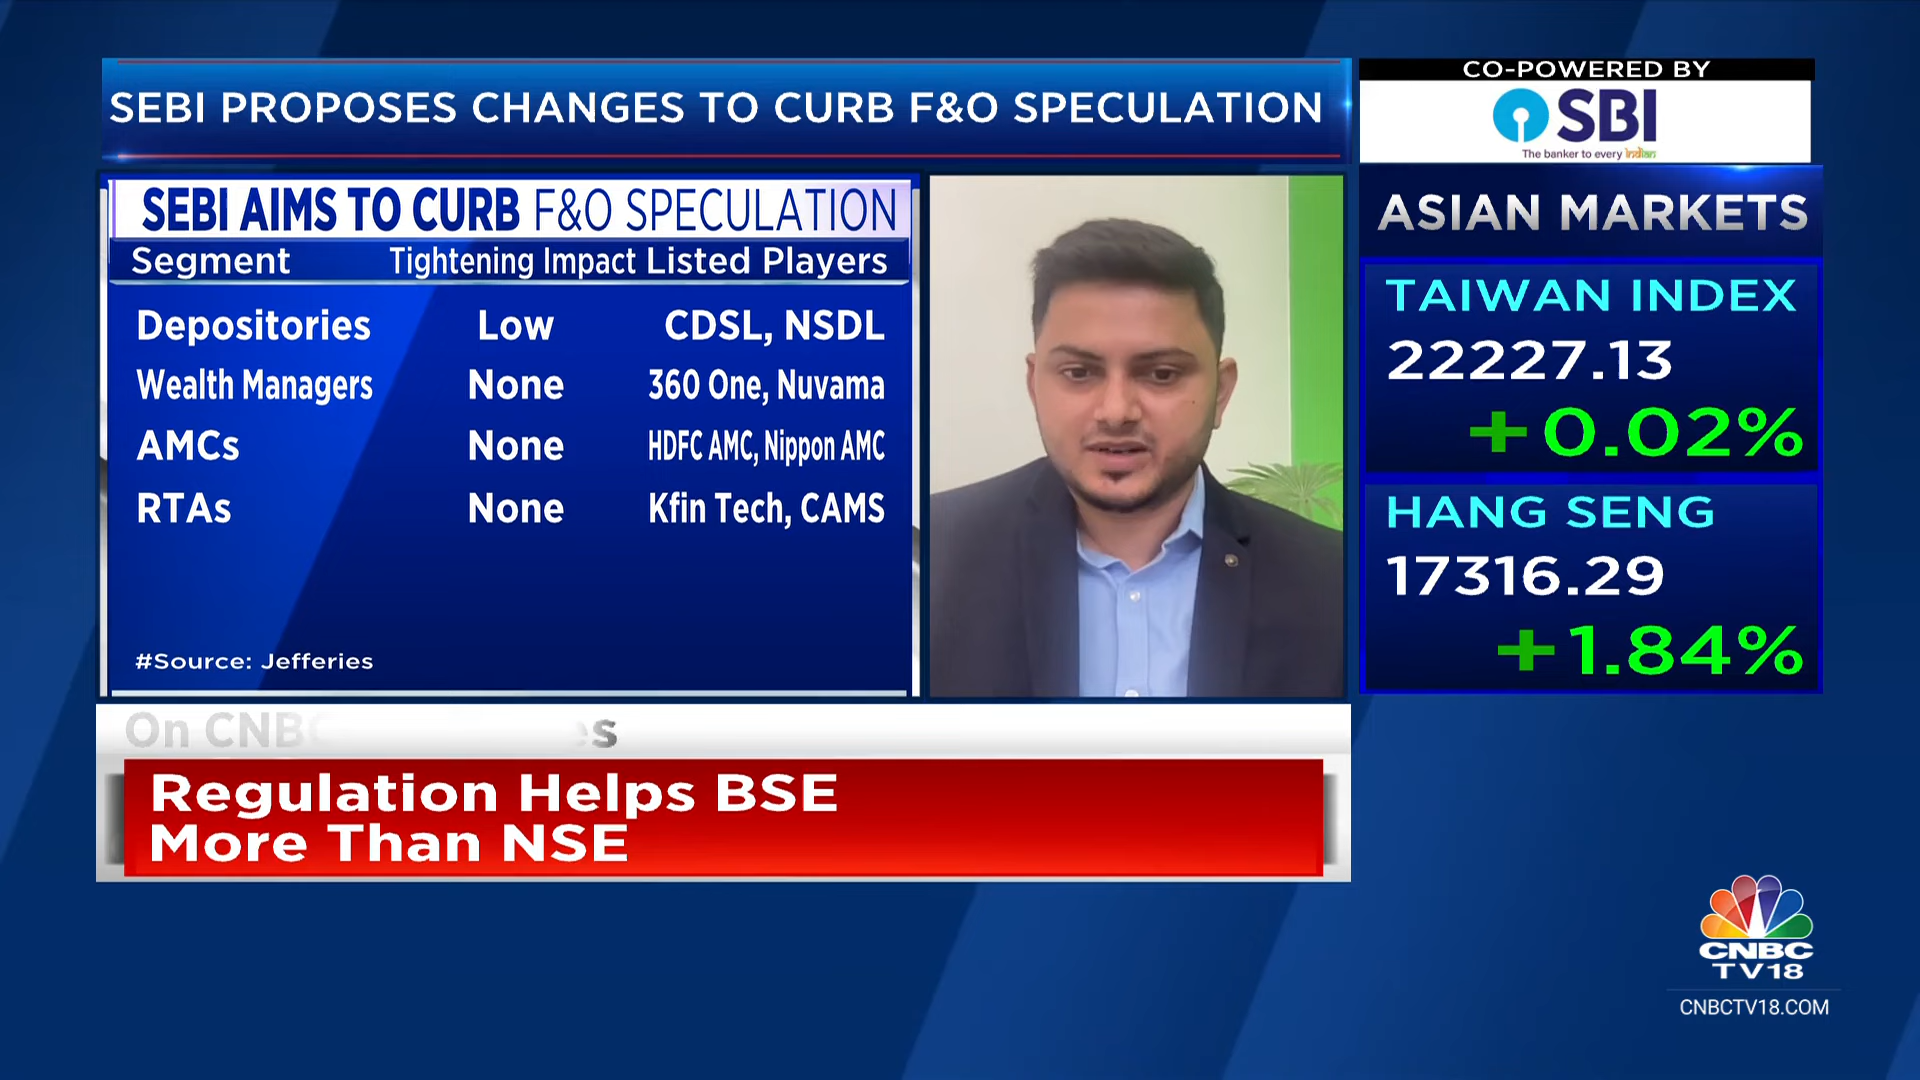 SEBI PROPOSES CHANGES TO CURB F&O SPECULATION
CO-POWERED BY
SBI
The banker to every indian
SEBI AIMS TO CURB F&O SPECULATION
Segment Tightening Impact Listed Players
Depositories Low CDSL, NSDL
Wealth Managers None 360 One, Nuvama
AMCs None HDFC AMC, Nippon AMC
RTAs None Kfin Tech, CAMS
#Source: Jefferies
ASIAN MARKETS
TAIWAN INDEX
22227.13
+0.02%
HANG SENG
17316.29
+1.84%
On CNBC
Regulation Helps BSE
More Than NSE
CNBC
TV18
CNBCTV18.COM